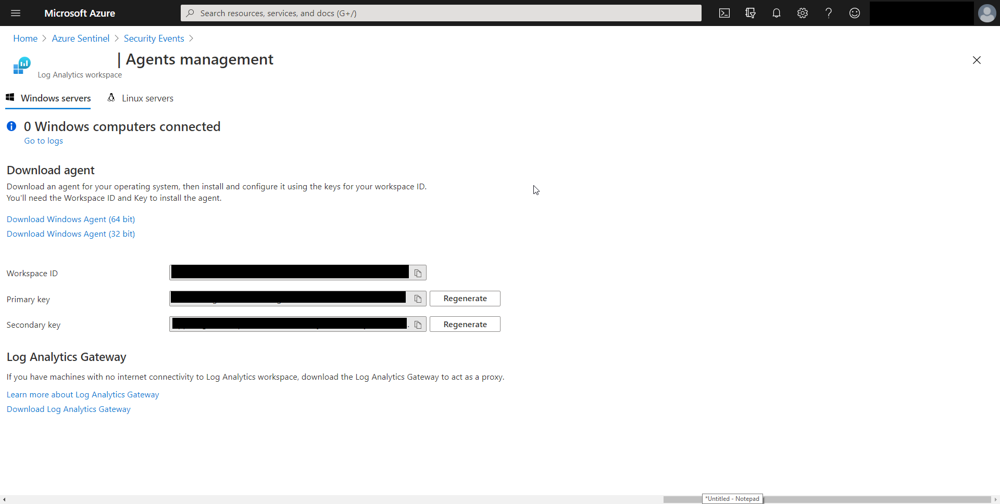 Microsoft Azure
Search resources, services, and docs (G+/)
Home > Azure Sentinel > Security Events >
| Agents management
Log Analytics workspace
Windows servers
Linux servers
0 Windows computers connected
Go to logs
Download agent
Download an agent for your operating system, then install and configure it using the keys for your workspace ID.
You'll need the Workspace ID and Key to install the agent.
Download Windows Agent (64 bit)
Download Windows Agent (32 bit)
Workspace ID
Primary key
Regenerate
Secondary key
Regenerate
Log Analytics Gateway
If you have machines with no internet connectivity to Log Analytics workspace, download the Log Analytics Gateway to act as a proxy.
Learn more about Log Analytics Gateway
Download Log Analytics Gateway
*Untitled - Notepad